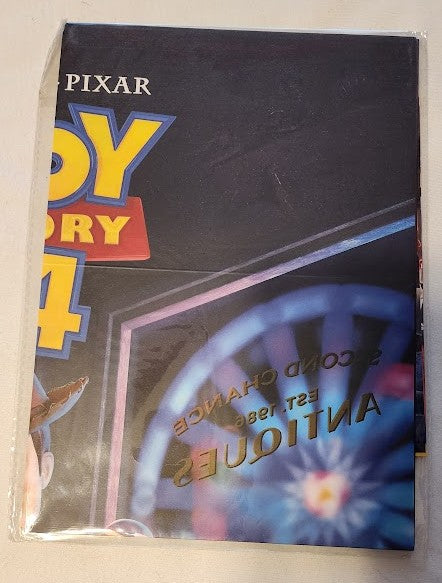 PIXAR
OY
ORY
4
SECOND CHANCE
EST. 1986
ANTIQUES